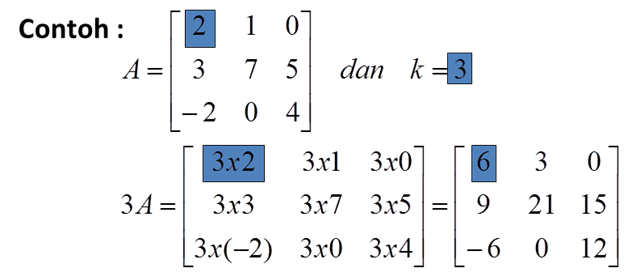 Contoh :
A = [ 2 1 0
3 7 5
−2 0 4 ] dan k = 3
3A = [ 3x2 3x1 3x0
3x3 3x7 3x5
3x(−2) 3x0 3x4 ] = [ 6 3 0
9 21 15
−6 0 12 ]